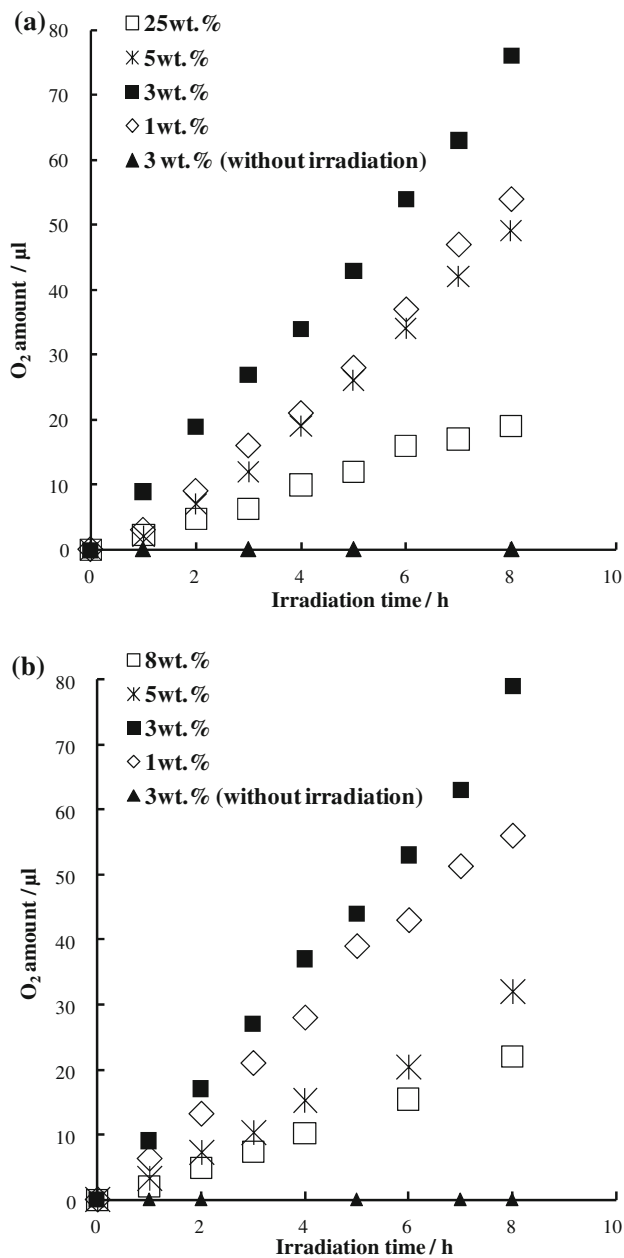 (a)
25wt.%
5wt.%
3wt.%
1wt.%
3 wt.% (without irradiation)
80
70
60
50
40
30
20
10
0
O₂ amount / µl
0 2 4 6 8 10
Irradiation time / h
(b)
8wt.%
5wt.%
3wt.%
1wt.%
3wt.% (without irradiation)
80
70
60
50
40
30
20
10
0
O₂ amount / µl
0 2 4 6 8 10
Irradiation time / h